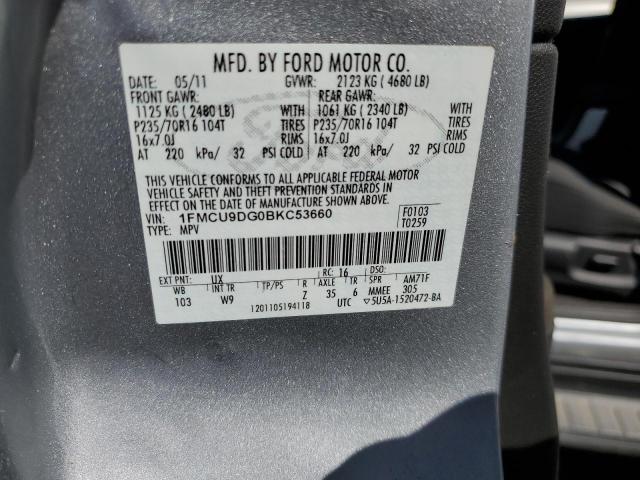 MFD. BY FORD MOTOR CO.
DATE: 05/11 GVWR: 2123 KG ( 4680 LB)
FRONT GAWR: REAR GAWR:
1125 KG ( 2480 LB) WITH 1061 KG ( 2340 LB) WITH
P235/70R16 104T TIRES P235/70R16 104T TIRES
16x7.0J RIMS 16x7.0J RIMS
AT 220 kPa/ 32 PSI COLD AT 220 kPa/ 32 PSI COLD
THIS VEHICLE CONFORMS TO ALL APPLICABLE FEDERAL MOTOR
VEHICLE SAFETY AND THEFT PREVENTION STANDARDS IN
EFFECT ON THE DATE OF MANUFACTURE SHOWN ABOVE.
VIN: 1FMCU9DG0BKC53660 F0103
TYPE: MPV T0259
EXT PNT: UX RC: 16 DSO:
WB INT TR TP/PS R AXLE TR SPR AM71F
103 W9 Z 35 6 MMEE 305
1201105194118 UTC ▽5U5A-1520472-BA